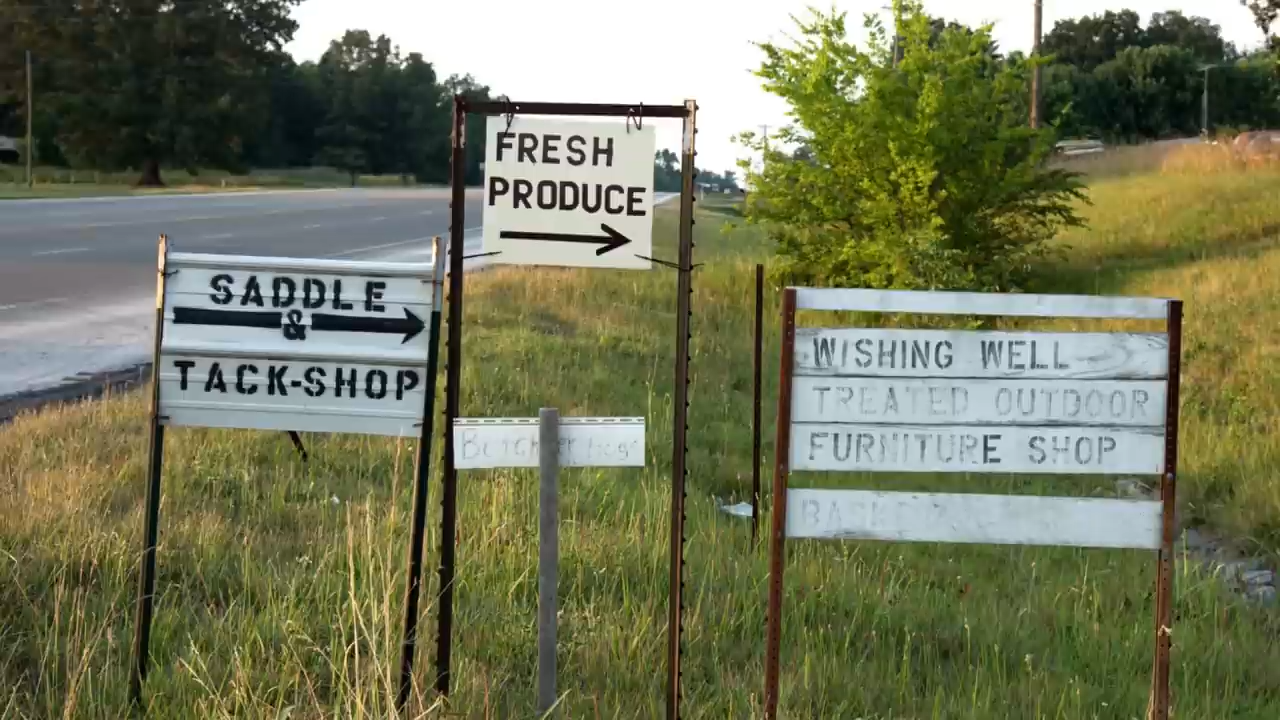 SADDLE
&
TACK-SHOP
FRESH
PRODUCE
WISHING WELL
TREATED OUTDOOR
FURNITURE SHOP